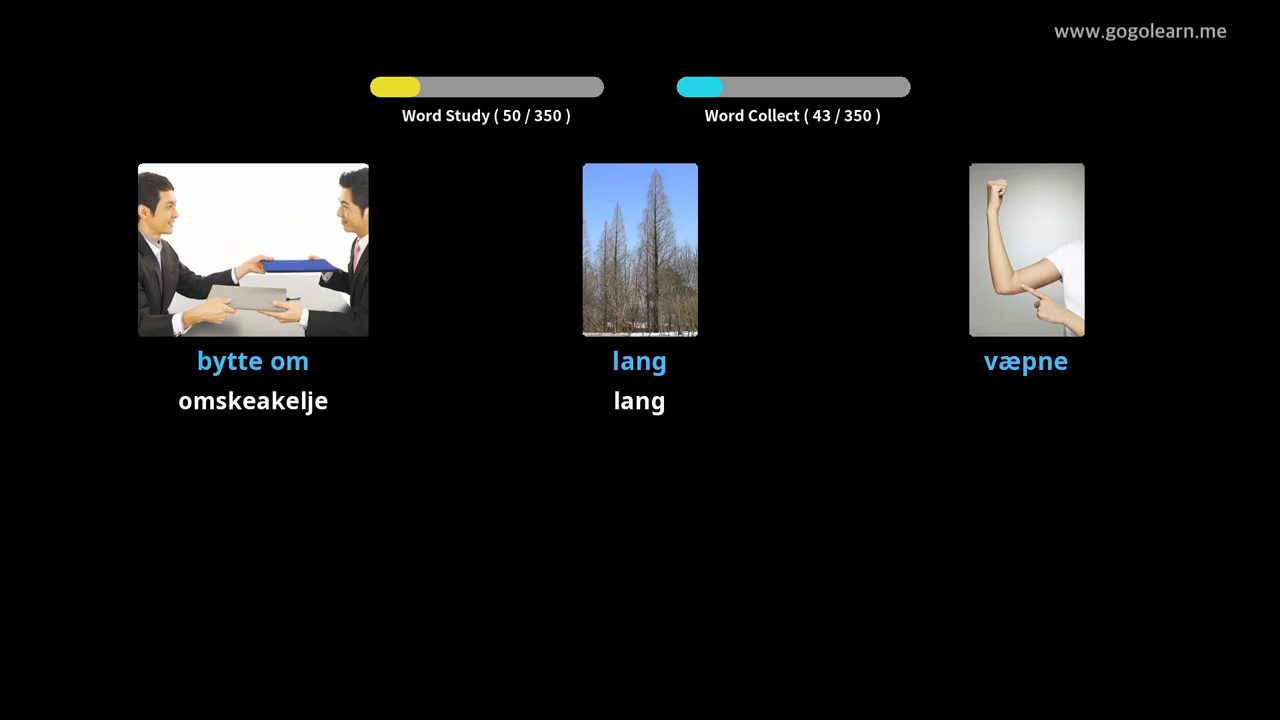 www.gogolearn.me
Word Study ( 50 / 350 )
Word Collect ( 43 / 350 )
bytte om
omskeakelje
lang
lang
væpne